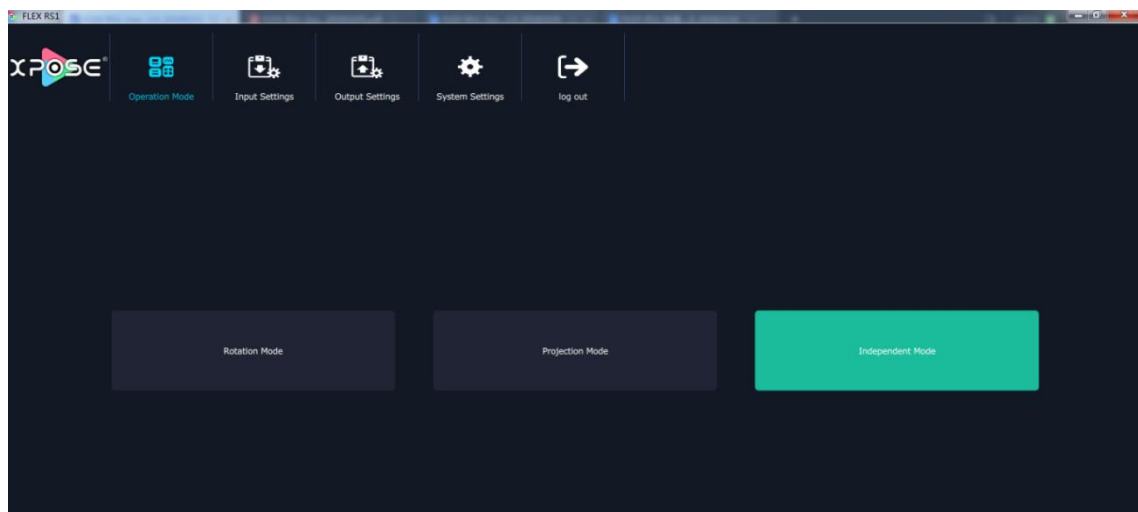 FLEX RS1
XPOSE®
Operation Mode
Input Settings
Output Settings
System Settings
log out
Rotation Mode
Projection Mode
Independent Mode